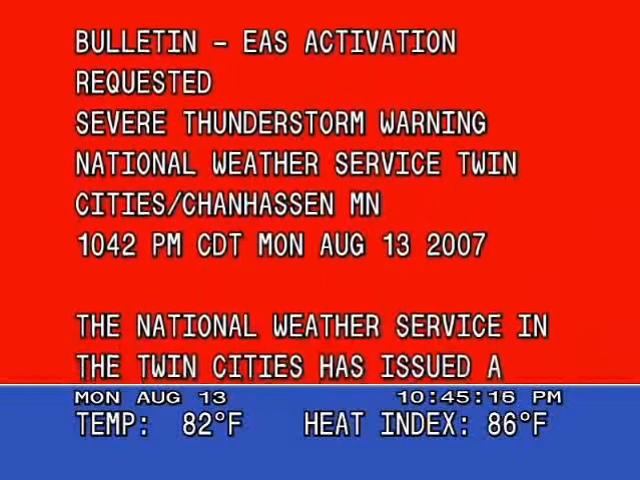 BULLETIN – EAS ACTIVATION
REQUESTED
SEVERE THUNDERSTORM WARNING
NATIONAL WEATHER SERVICE TWIN
CITIES/CHANHASSEN MN
1042 PM CDT MON AUG 13 2007
THE NATIONAL WEATHER SERVICE IN
THE TWIN CITIES HAS ISSUED A
MON AUG 13 10:45:16 PM
TEMP: 82°F HEAT INDEX: 86°F